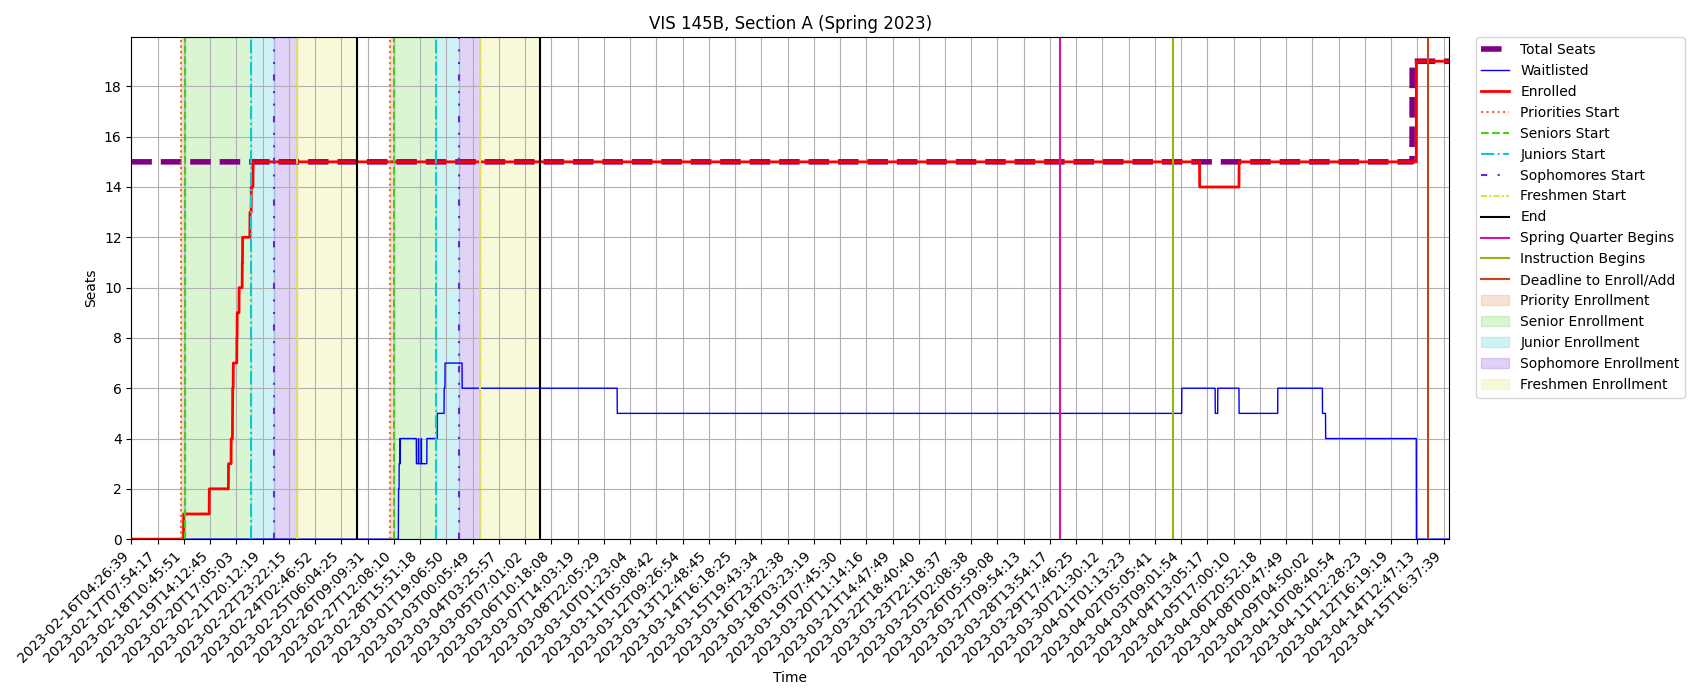 VIS 145B, Section A (Spring 2023)
Seats
18
16
14
12
10
8
6
4
2
0
2023-02-16T04:26:39
2023-02-17T07:54:17
2023-02-18T10:45:51
2023-02-19T14:12:45
2023-02-20T17:05:03
2023-02-21T20:12:19
2023-02-22T23:22:15
2023-02-24T02:46:52
2023-02-25T06:04:25
2023-02-26T09:09:31
2023-02-27T12:08:10
2023-02-28T15:51:18
2023-03-01T19:06:50
2023-03-03T00:05:49
2023-03-04T03:25:57
2023-03-05T07:01:02
2023-03-06T10:18:08
2023-03-07T14:03:19
2023-03-08T22:05:29
2023-03-10T01:23:04
2023-03-11T05:08:42
2023-03-12T09:26:54
2023-03-13T12:48:45
2023-03-14T16:18:25
2023-03-15T19:43:34
2023-03-16T23:22:38
2023-03-18T03:23:19
2023-03-19T07:45:30
2023-03-20T11:14:16
2023-03-21T14:47:49
2023-03-22T18:40:40
2023-03-23T22:18:37
2023-03-25T02:08:38
2023-03-26T05:59:08
2023-03-27T09:54:13
2023-03-28T13:54:17
2023-03-29T17:46:25
2023-03-30T21:30:12
2023-04-01T01:13:23
2023-04-02T05:05:41
2023-04-03T09:01:54
2023-04-04T13:05:17
2023-04-05T17:00:10
2023-04-06T20:52:18
2023-04-08T00:47:49
2023-04-09T04:50:02
2023-04-10T08:40:54
2023-04-11T12:28:23
2023-04-12T16:19:19
2023-04-14T12:47:13
2023-04-15T16:37:39
Time
Total Seats
Waitlisted
Enrolled
Priorities Start
Seniors Start
Juniors Start
Sophomores Start
Freshmen Start
End
Spring Quarter Begins
Instruction Begins
Deadline to Enroll/Add
Priority Enrollment
Senior Enrollment
Junior Enrollment
Sophomore Enrollment
Freshmen Enrollment